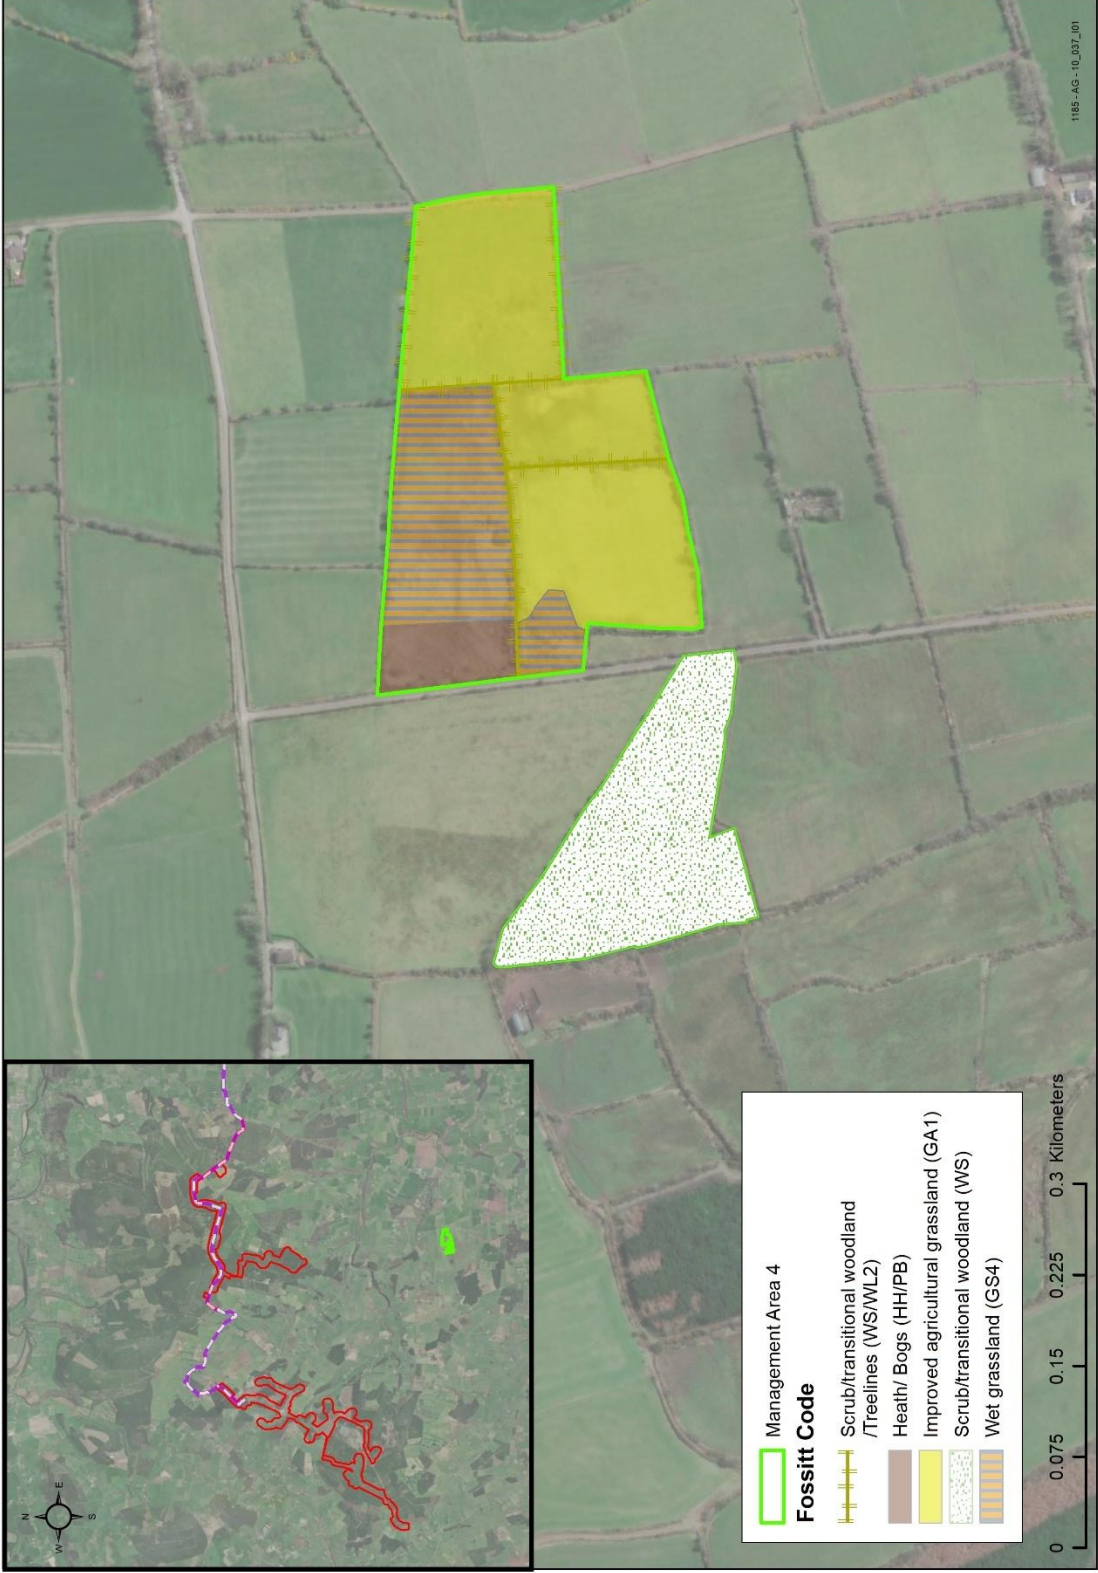 N
W
E
S
Management Area 4
Fossitt Code
Scrub/transitional woodland
/Treelines (WS/WL2)
Heath/ Bogs (HH/PB)
Improved agricultural grassland (GA1)
Scrub/transitional woodland (WS)
Wet grassland (GS4)
0 0.075 0.15 0.225 0.3 Kilometers
1185 - AG - 10_037_I01